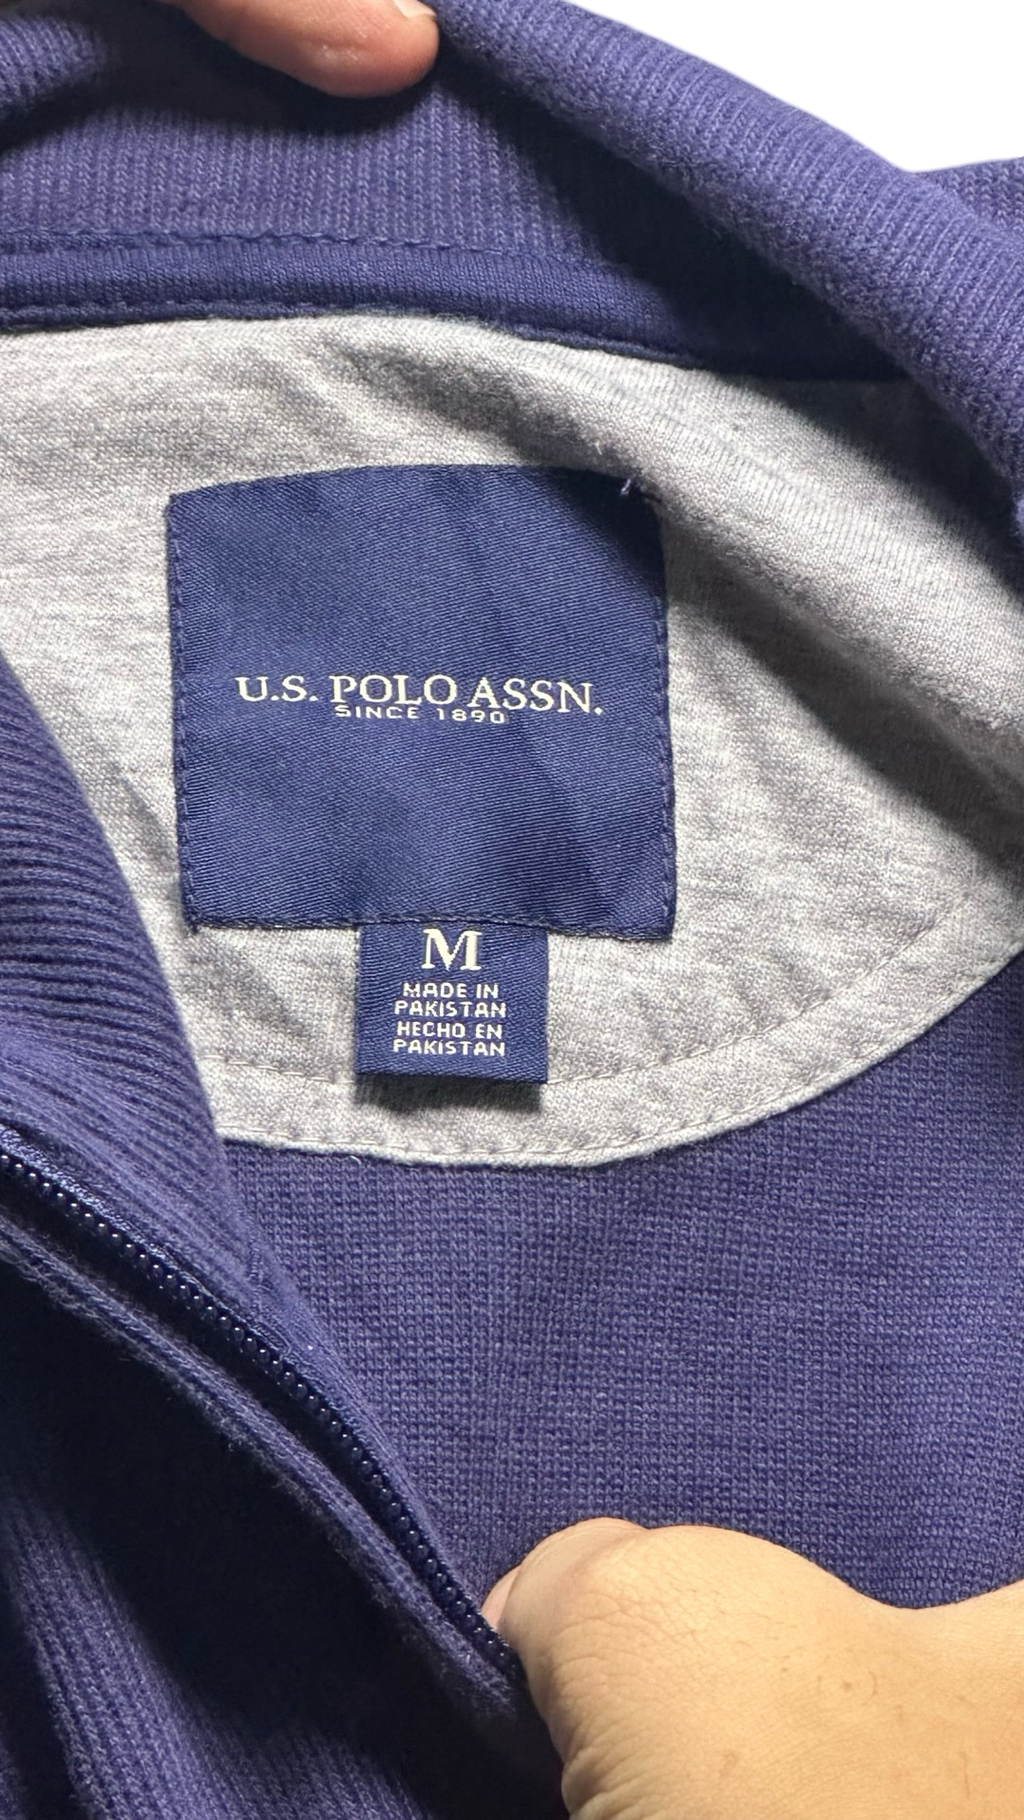 U.S. POLO ASSN.
SINCE 1890
M
MADE IN
PAKISTAN
HECHO EN
PAKISTAN